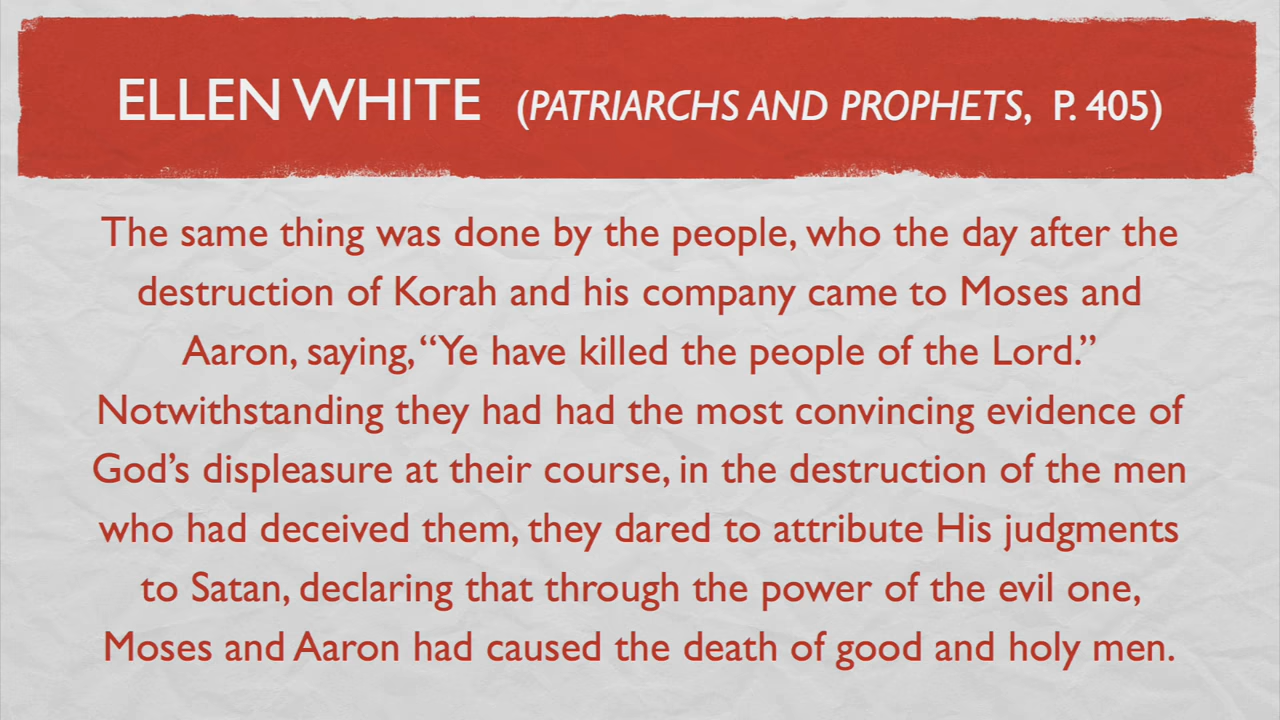 ELLEN WHITE (PATRIARCHS AND PROPHETS, P. 405)
The same thing was done by the people, who the day after the
destruction of Korah and his company came to Moses and
Aaron, saying, “Ye have killed the people of the Lord.”
Notwithstanding they had had the most convincing evidence of
God’s displeasure at their course, in the destruction of the men
who had deceived them, they dared to attribute His judgments
to Satan, declaring that through the power of the evil one,
Moses and Aaron had caused the death of good and holy men.